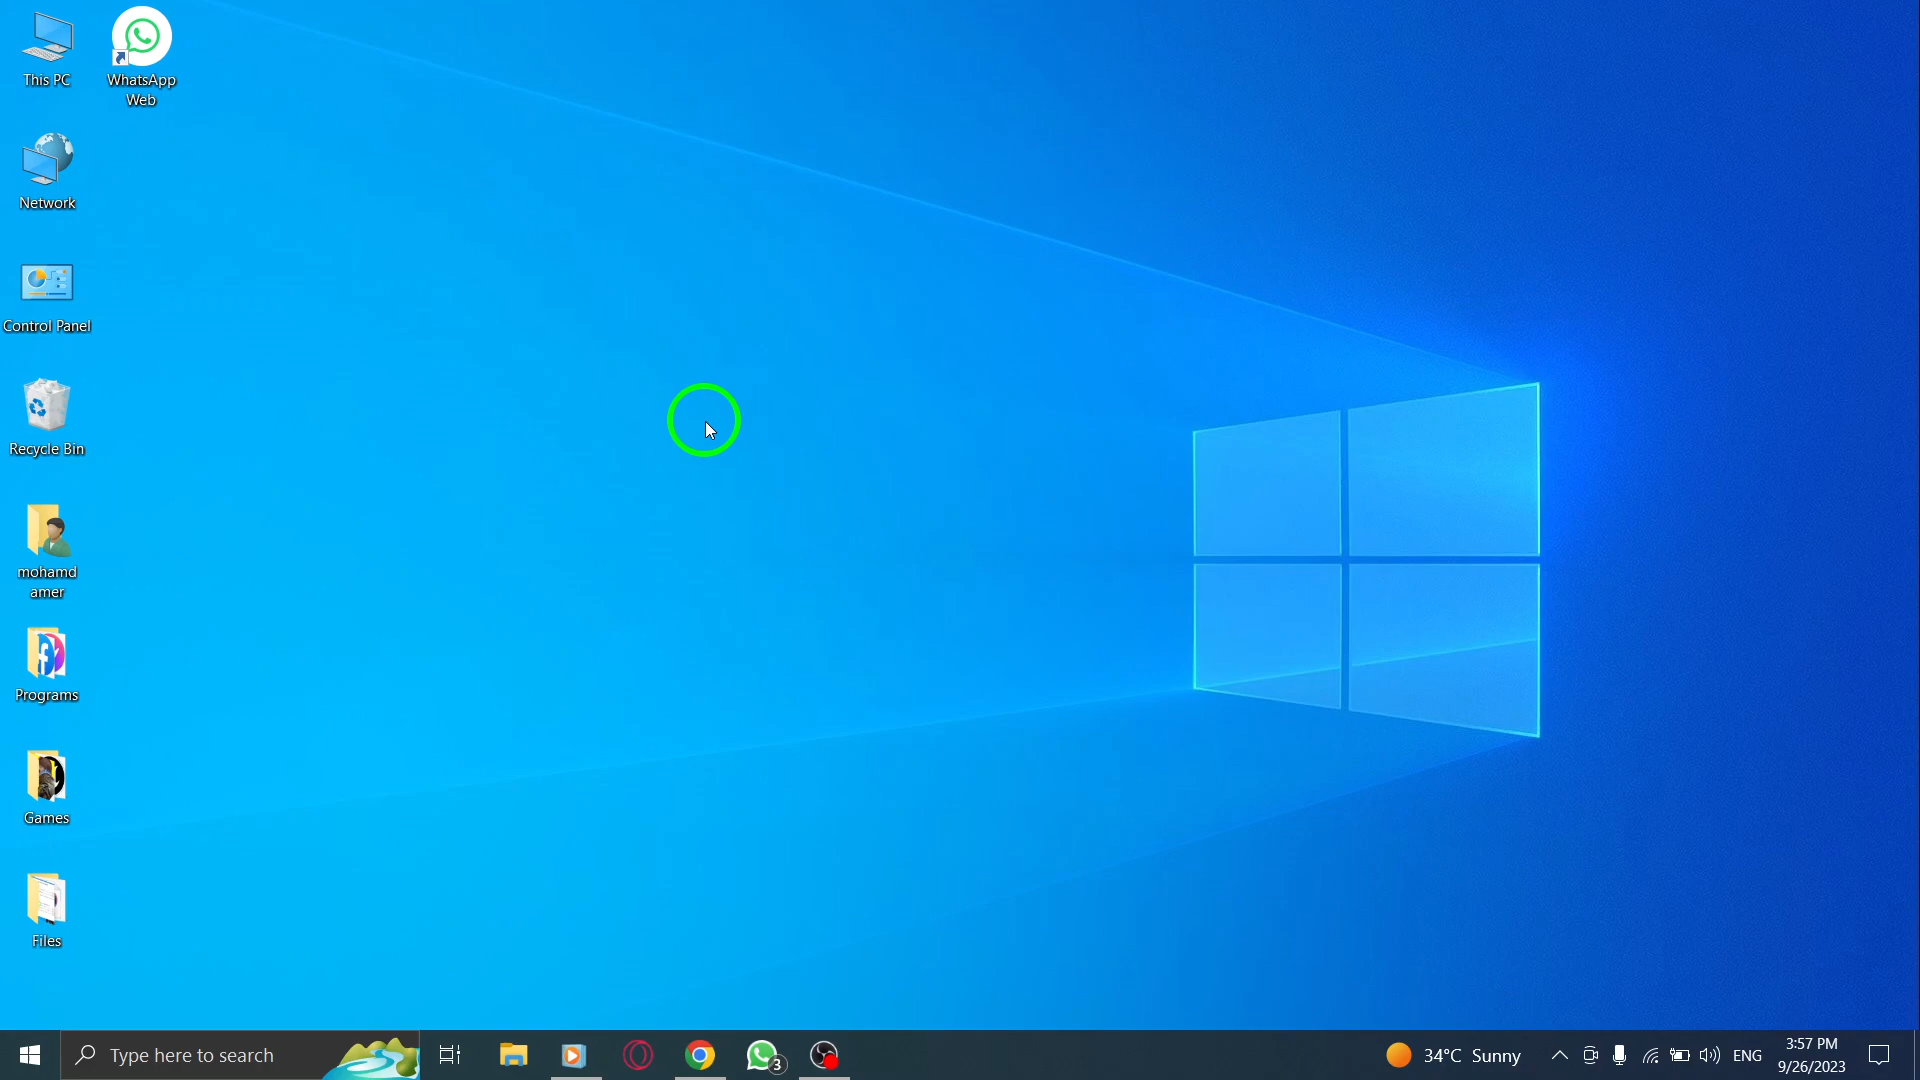 This PC
WhatsApp
Web
Network
Control Panel
Recycle Bin
mohamd
amer
Programs
Games
Files
Type here to search
3
34°C Sunny
ENG
3:57 PM
9/26/2023